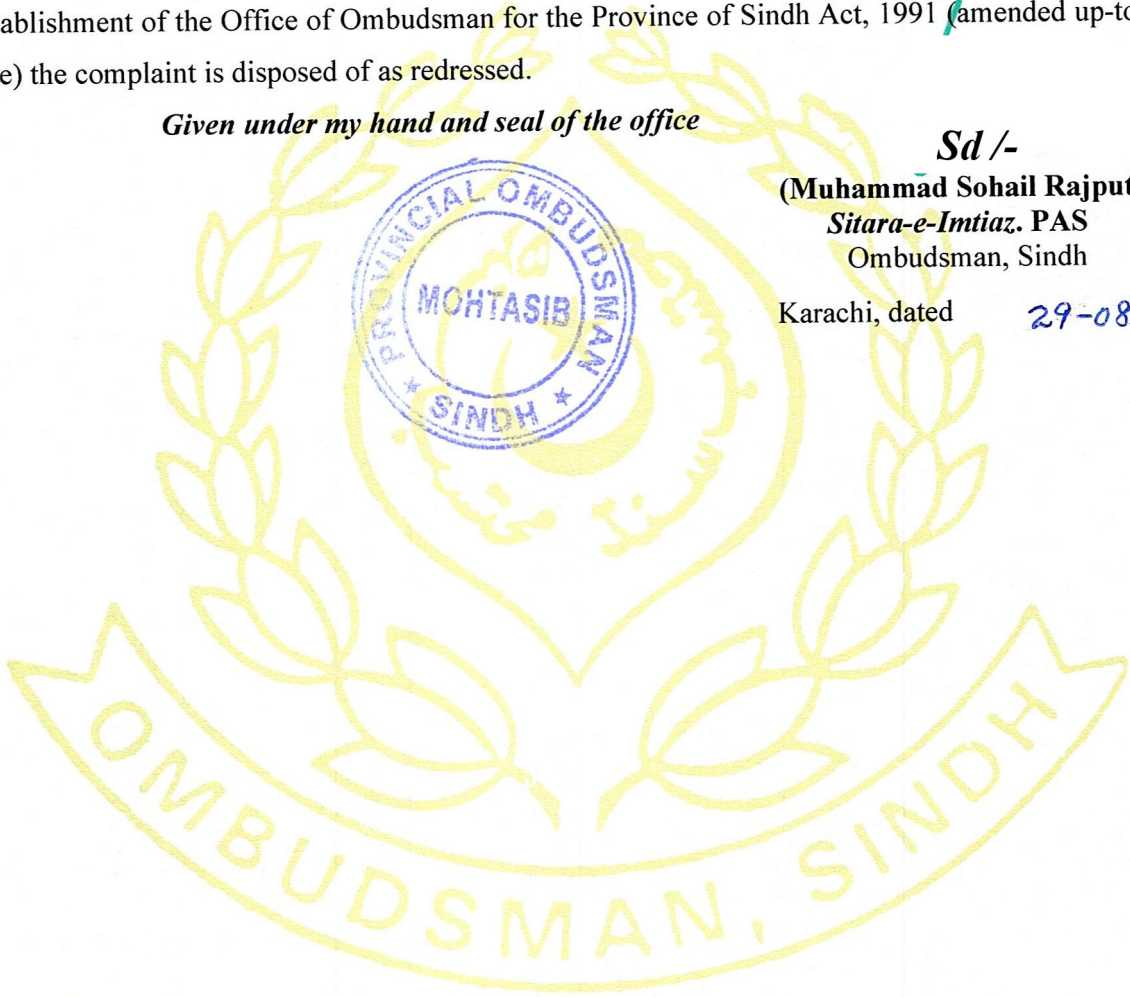 ablishment of the Office of Ombudsman for the Province of Sindh Act, 1991 (amended up-to
e) the complaint is disposed of as redressed.
Given under my hand and seal of the office
Sd /-
(Muhammad Sohail Rajput
Sitara-e-Imtiaz. PAS
Ombudsman, Sindh
Karachi, dated 29-08
PROVINCIAL OMBUDSMAN
MOHTASIB
★ SINDH ★
OMBUDSMAN, SINDH